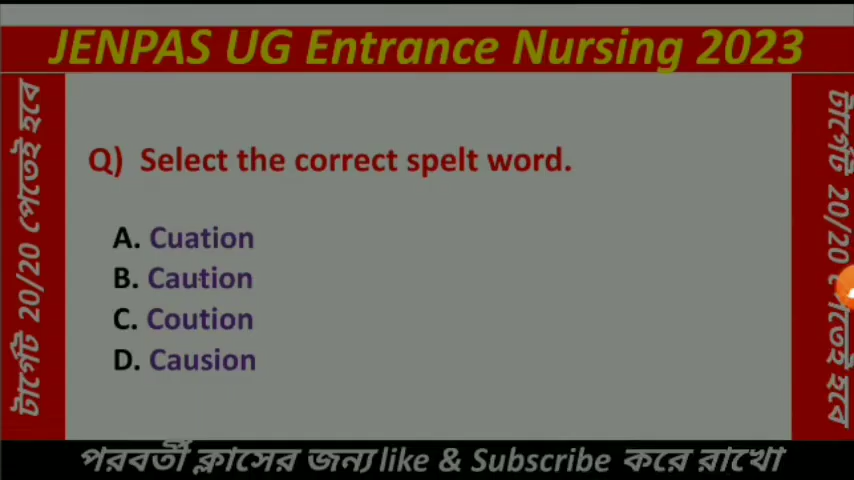 JENPAS UG Entrance Nursing 2023
টার্গেট 20/20 পেতেই হবে
Q) Select the correct spelt word.
A. Cuation
B. Caution
C. Coution
D. Causion
টার্গেট 20/20 পেতেই হবে
পরবর্তী ক্লাসের জন্য like & Subscribe করে রাখো